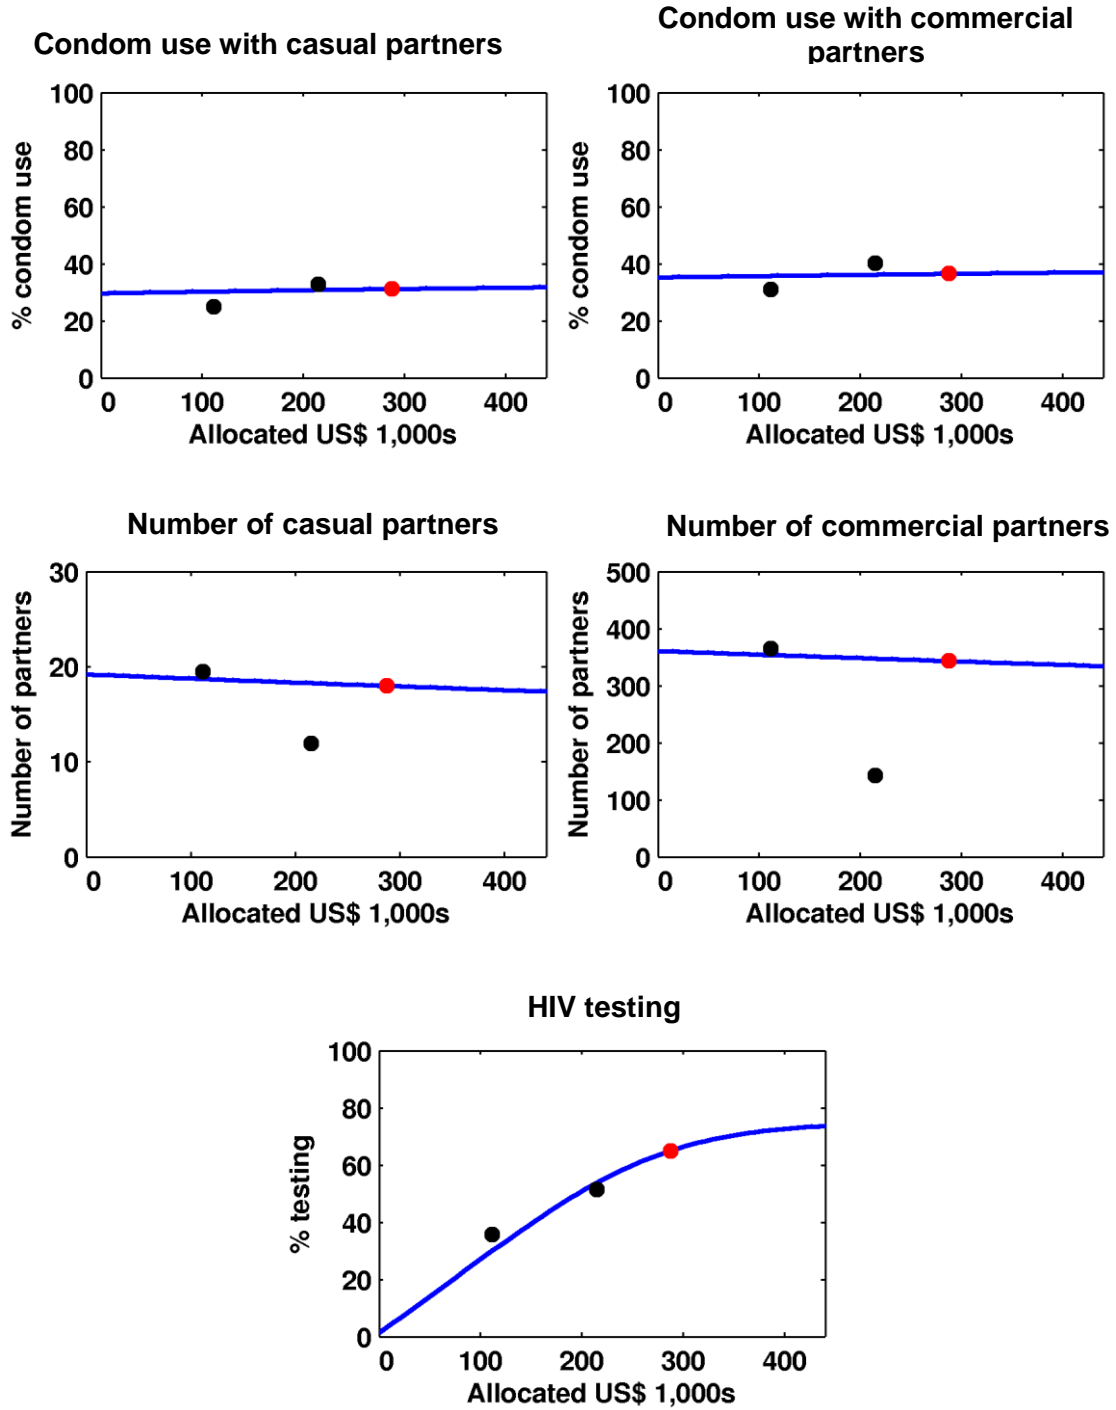 Condom use with casual partners
Condom use with commercial
partners
% condom use
100
80
60
40
20
0
0 100 200 300 400
Allocated US$ 1,000s
% condom use
100
80
60
40
20
0
0 100 200 300 400
Allocated US$ 1,000s
Number of casual partners
Number of partners
30
20
10
0
0 100 200 300 400
Allocated US$ 1,000s
Number of commercial partners
Number of partners
500
400
300
200
100
0
0 100 200 300 400
Allocated US$ 1,000s
HIV testing
% testing
100
80
60
40
20
0
0 100 200 300 400
Allocated US$ 1,000s